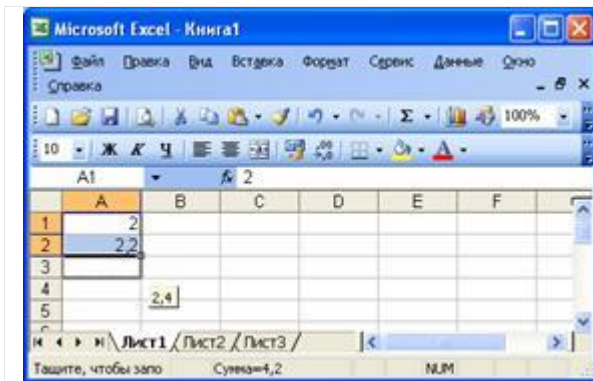 Microsoft Excel - Книга1
Файл Правка Вид Вставка Формат Сервис Данные Окно
Справка
100%
10 Ж К Ч
A1 fx 2
A B C D E F
1 2
2 2,2
3
4
2,4
5
Лист1 Лист2 Лист3
Тащите, чтобы запо Сумма=4,2 NUM